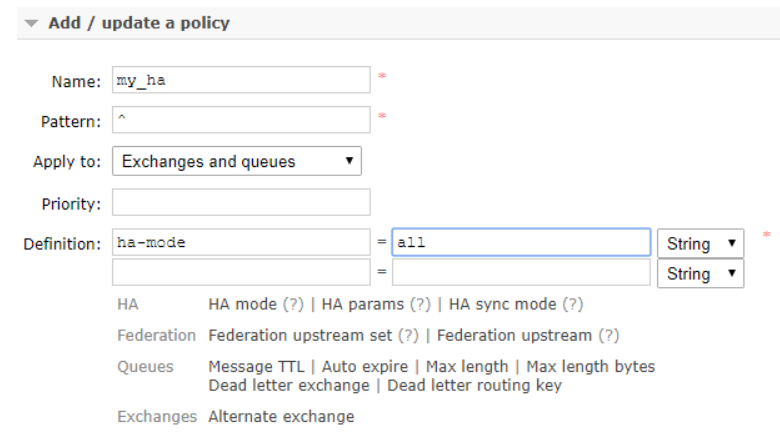 Add / update a policy
Name: my_ha *
Pattern: ^ *
Apply to: Exchanges and queues
Priority:
Definition: ha-mode = all String *
= String
HA HA mode (?) | HA params (?) | HA sync mode (?)
Federation Federation upstream set (?) | Federation upstream (?)
Queues Message TTL | Auto expire | Max length | Max length bytes
Dead letter exchange | Dead letter routing key
Exchanges Alternate exchange